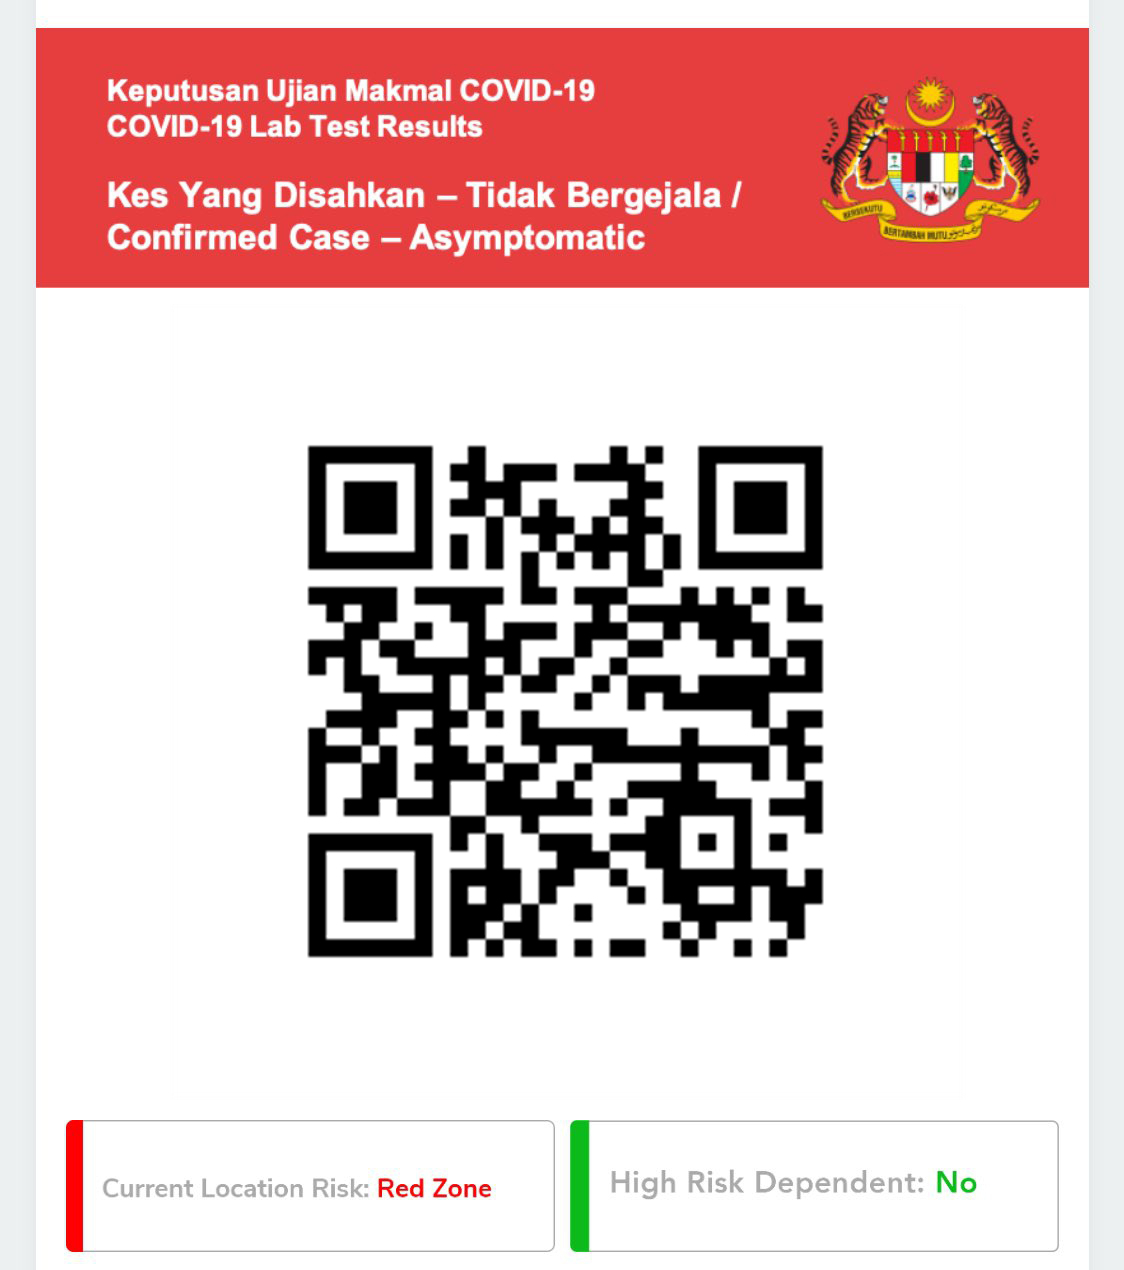 Keputusan Ujian Makmal COVID-19
COVID-19 Lab Test Results
Kes Yang Disahkan – Tidak Bergejala /
Confirmed Case – Asymptomatic
BERSEKUTU
BERTAMBAH MUTU
Current Location Risk: Red Zone
High Risk Dependent: No